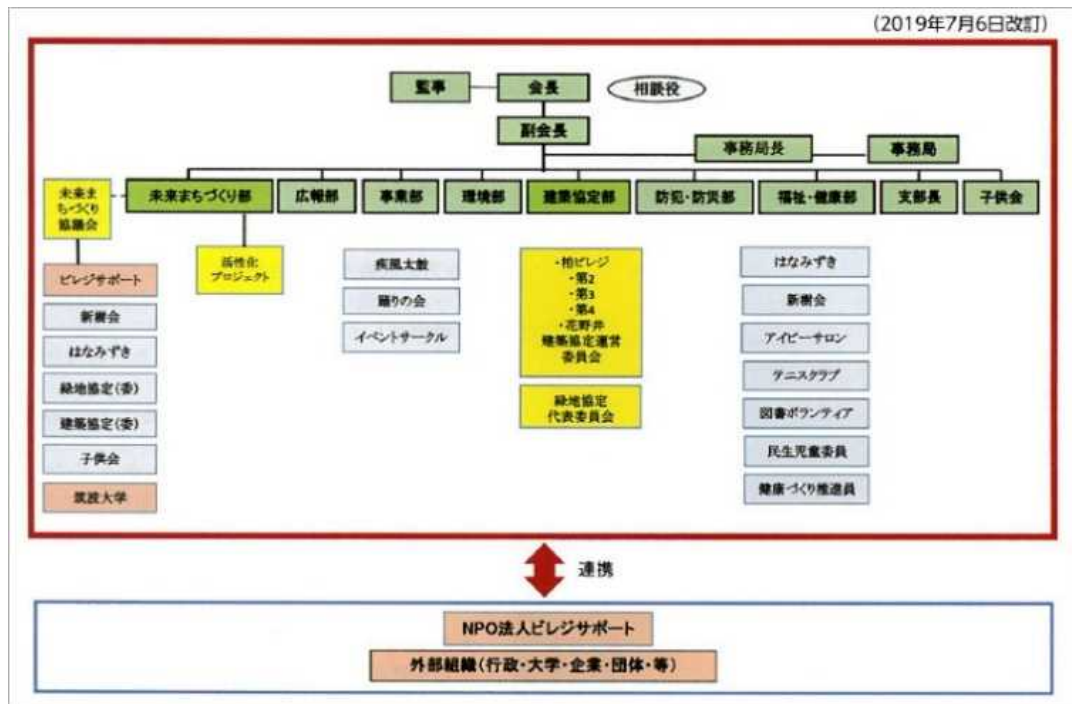 (2019年7月6日改訂)
監事
会長
相談役
副会長
事務局長
事務局
未来ま
ちづくり
協議会
未来まちづくり部
広報部
事業部
環境部
建築協定部
防犯・防災部
福祉・健康部
支部長
子供会
活性化
プロジェクト
ビレジサポート
新樹会
はなみずき
緑地協定(委)
建築協定(委)
子供会
筑波大学
疾風太鼓
踊りの会
イベントサークル
・柏ビレジ
・第2
・第3
・第4
・花野井
建築協定運営
委員会
緑地協定
代表委員会
はなみずき
新樹会
アイビーサロン
テニスクラブ
図書ボランティア
民生児童委員
健康づくり推進員
連携
NPO法人ビレジサポート
外部組織(行政・大学・企業・団体・等)